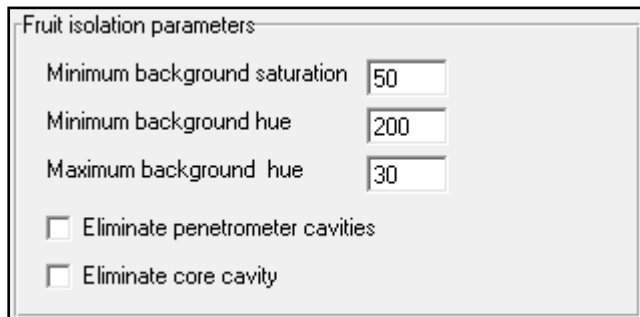 Fruit isolation parameters
Minimum background saturation 50
Minimum background hue 200
Maximum background hue 30
Eliminate penetrometer cavities
Eliminate core cavity